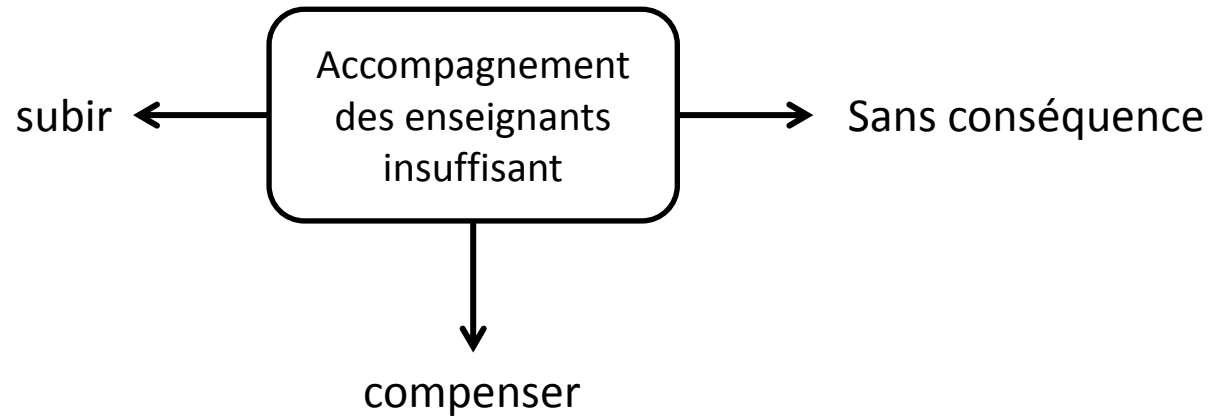 Accompagnement
des enseignants
insuffisant
subir
Sans conséquence
compenser